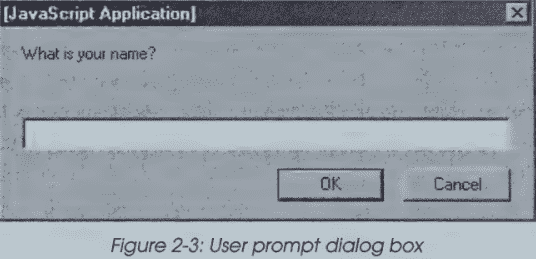 [JavaScript Application]
What is your name?
OK
Cancel
Figure 2-3: User prompt dialog box